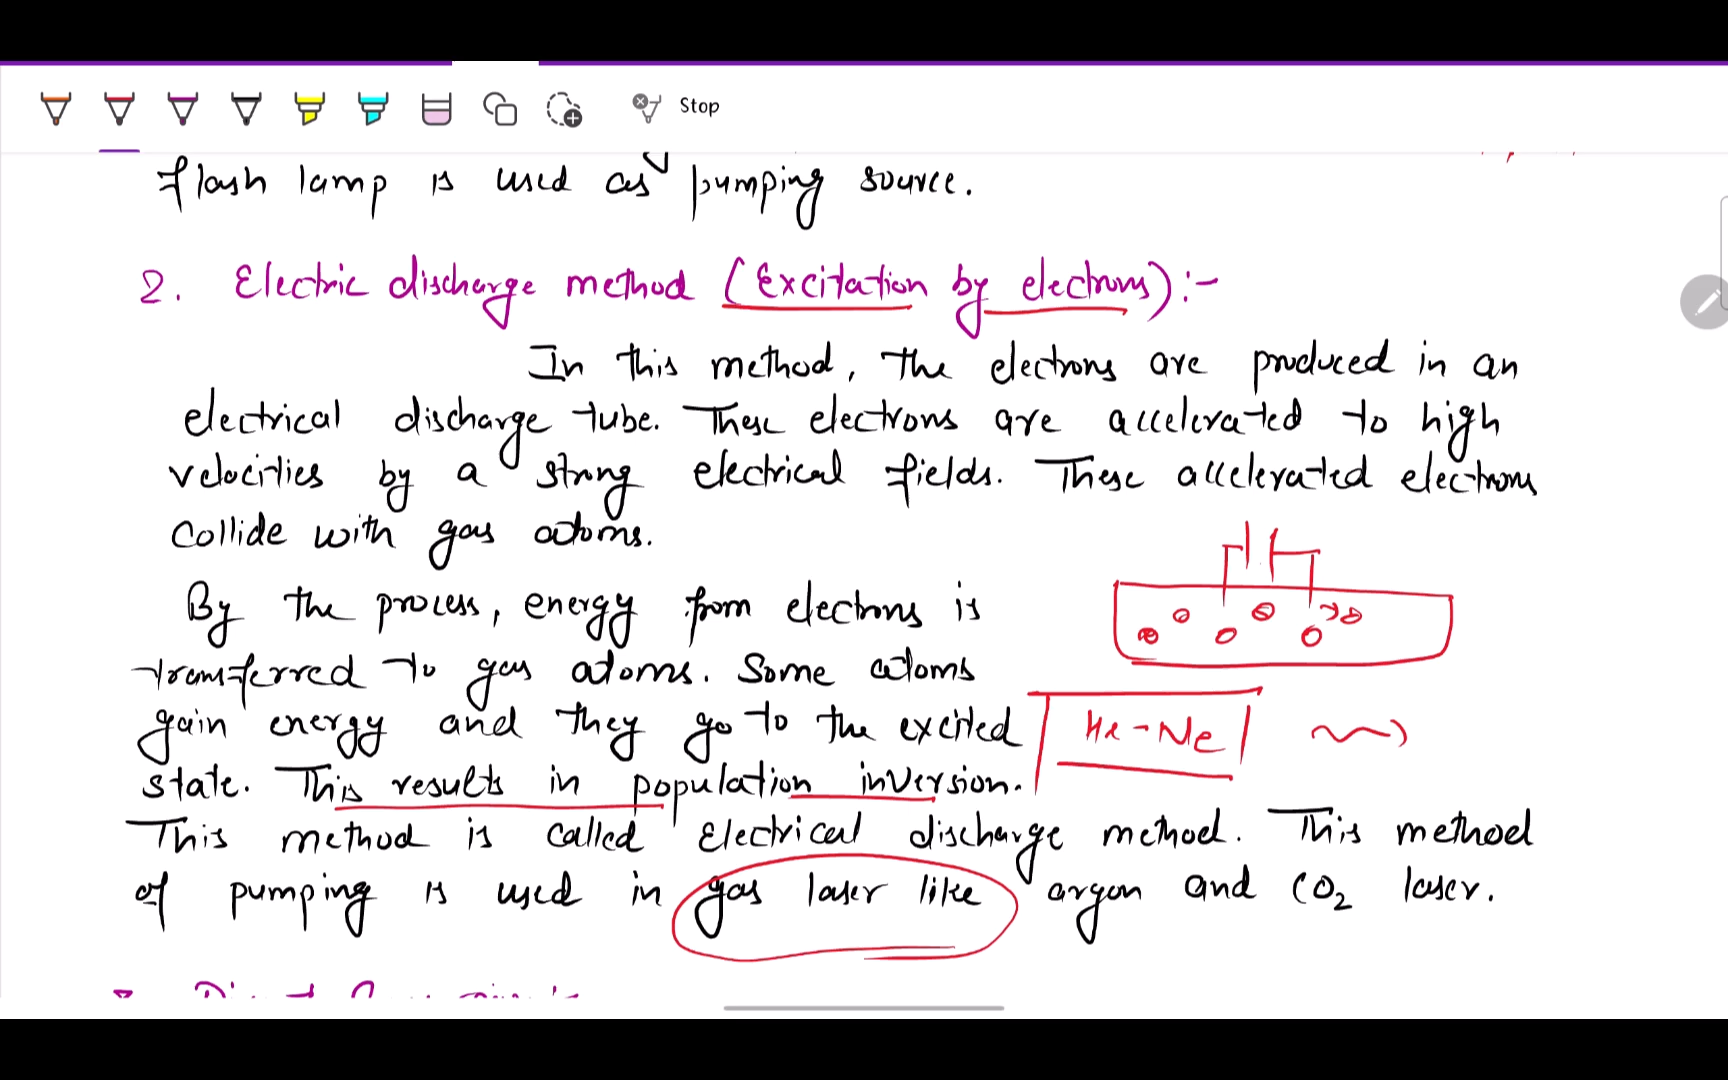 Stop
flash lamp is used as pumping source.
2. Electric discharge method (Excitation by electrons):-
In this method, the electrons are produced in an
electrical discharge tube. These electrons are accelerated to high
velocities by a strong electrical fields. These accelerated electrons
collide with gas atoms.
By the process, energy from electrons is
transferred to gas atoms. Some atoms
gain energy and they go to the excited
He-Ne
state. This results in population inversion.
This method is called Electrical discharge method. This method
of pumping is used in gas laser like argon and CO2 laser.